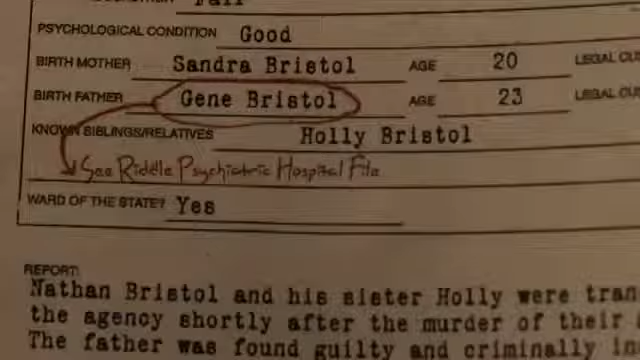 PSYCHOLOGICAL CONDITION Good
BIRTH MOTHER Sandra Bristol AGE 20 LEGAL
BIRTH FATHER Gene Bristol AGE 23 LEGAL
KNOWN SIBLINGS/RELATIVES Holly Bristol
See Riddle Psychiatric Hospital File
WARD OF THE STATE? Yes
REPORT:
Nathan Bristol and his sister Holly were
the agency shortly after the murder of their
The father was found guilty and criminally